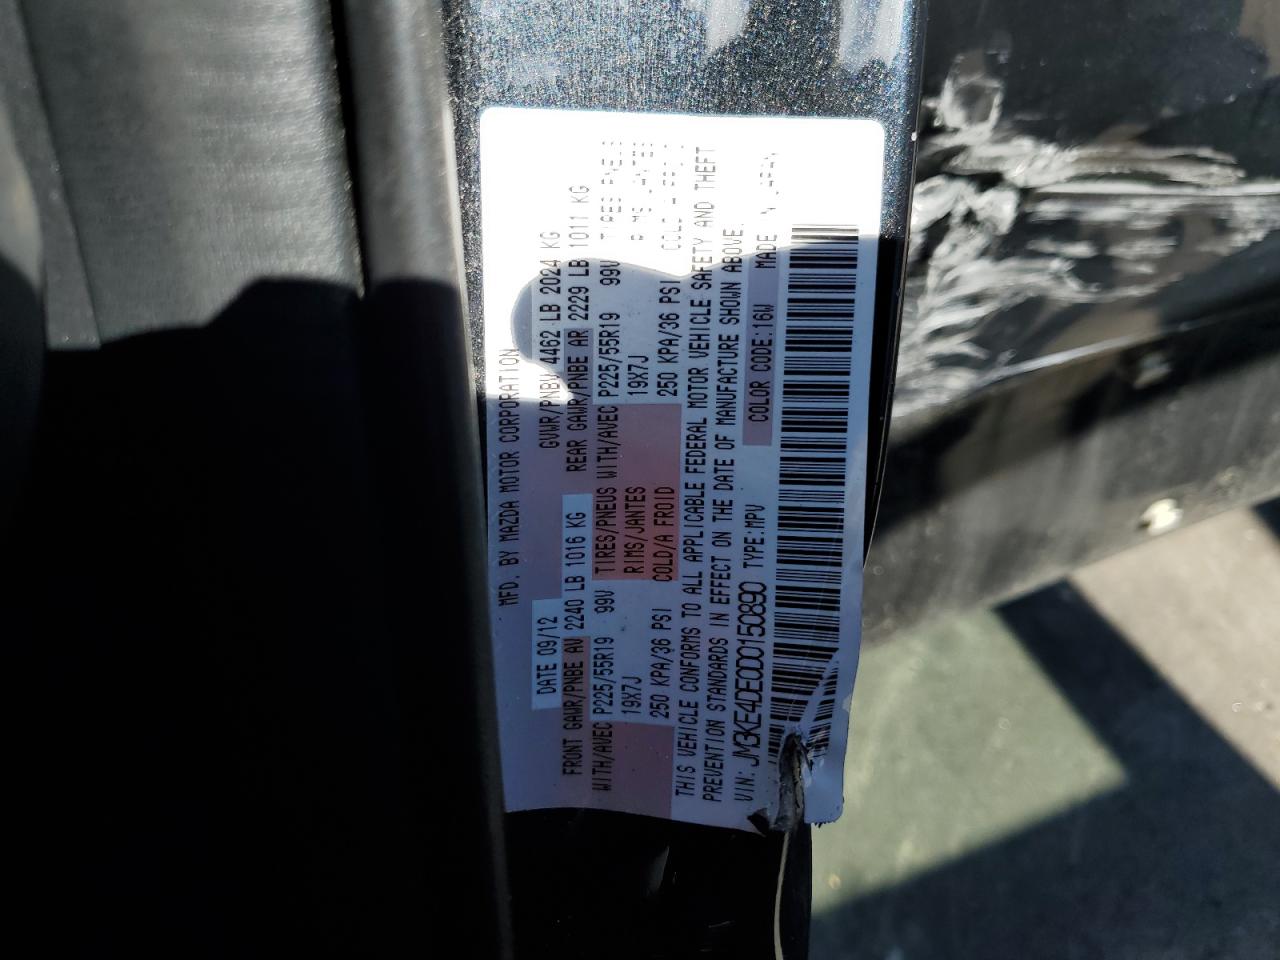 MFD. BY MAZDA MOTOR CORPORATION
DATE 09/12 GVWR/PNBV 4462 LB 2024 KG
FRONT GAWR/PNBE AV 2240 LB 1016 KG REAR GAWR/PNBE AR 2229 LB 1011 KG
WITH/AVEC P225/55R19 99V TIRES/PNEUS WITH/AVEC P225/55R19 99V TIRES/PNEUS
19X7J RIMS/JANTES 19X7J
250 KPA/36 PSI COLD/A FROID 250 KPA/36 PSI
THIS VEHICLE CONFORMS TO ALL APPLICABLE FEDERAL MOTOR VEHICLE SAFETY AND THEFT
PREVENTION STANDARDS IN EFFECT ON THE DATE OF MANUFACTURE SHOWN ABOVE.
VIN: JM3KE4DE0D0150890 TYPE:MPV COLOR CODE:16W MADE IN JAPAN